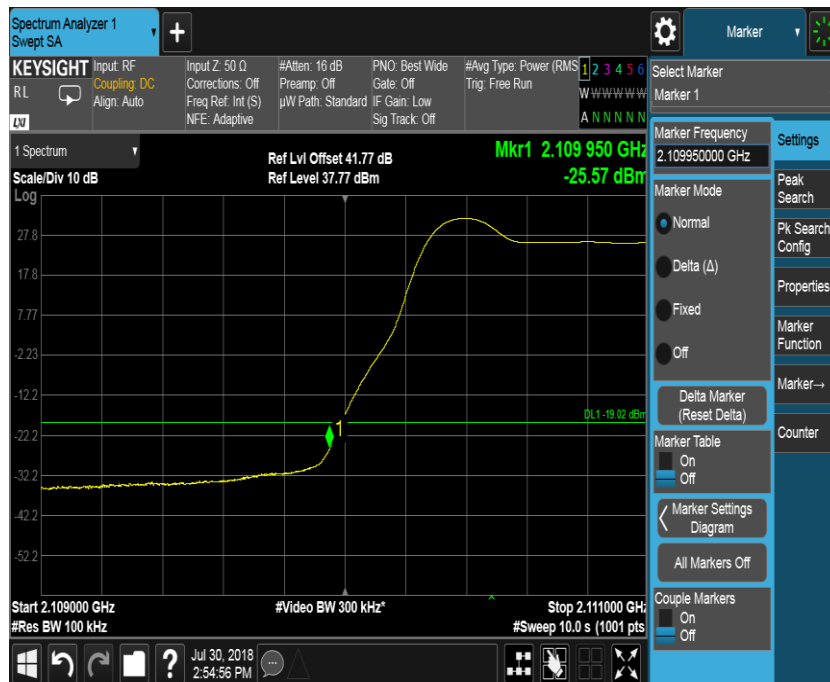 Spectrum Analyzer 1
Swept SA
+
Marker
KEYSIGHT
RL
LXI
Input: RF
Coupling: DC
Align: Auto
Input Z: 50 Ω
Corrections: Off
Freq Ref: Int (S)
NFE: Adaptive
#Atten: 16 dB
Preamp: Off
µW Path: Standard
PNO: Best Wide
Gate: Off
IF Gain: Low
Sig Track: Off
#Avg Type: Power (RMS
Trig: Free Run
1 2 3 4 5 6
W W W W W W
A N N N N N
Select Marker
Marker 1
1 Spectrum
Scale/Div 10 dB
Log
Ref Lvl Offset 41.77 dB
Ref Level 37.77 dBm
Mkr1 2.109 950 GHz
-25.57 dBm
27.8
17.8
7.77
-2.23
-12.2
-22.2
-32.2
-42.2
-52.2
DL1 -19.02 dBm
1
Start 2.109000 GHz
#Res BW 100 kHz
#Video BW 300 kHz*
Stop 2.111000 GHz
#Sweep 10.0 s (1001 pts
Marker Frequency
2.109950000 GHz
Marker Mode
Normal
Delta (Δ)
Fixed
Off
Delta Marker
(Reset Delta)
Marker Table
On
Off
Marker Settings
Diagram
All Markers Off
Couple Markers
On
Off
Settings
Peak
Search
Pk Search
Config
Properties
Marker
Function
Marker→
Counter
?
Jul 30, 2018
2:54:56 PM